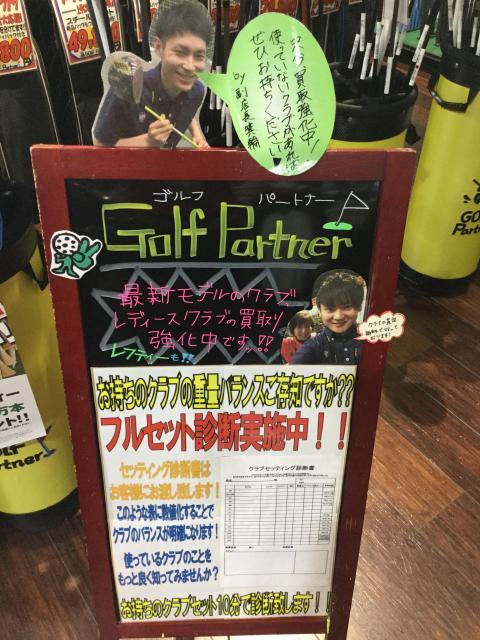 買取強化中!
使っていないクラブがあれば
ぜひお持ちください!
by 副店長
ゴルフ パートナー
Golf Partner
最新モデルのクラブ
レディースクラブの買取り
強化中ですッ!!
レフティーも!!
お持ちのクラブの重量バランスご存知ですか??
フルセット診断実施中!!
セッティング診断書は
お客様にお渡し致します!
このような表に数値化することで
クラブのバランスが明確になります!
使っているクラブのことを
もっと良く知ってみませんか?
クラブセッティング診断書
お持ちのクラブセット10分で診断致します!!
GOLF
Partner